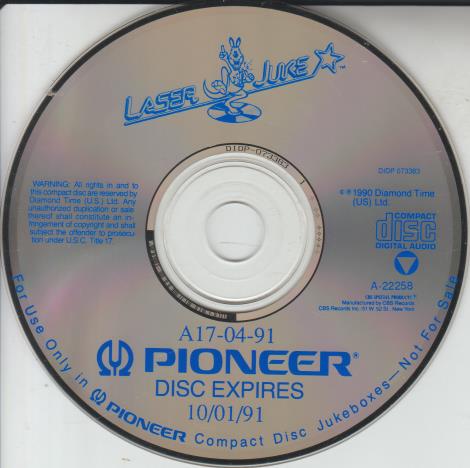 LASER JUKE
TM
DIDP-073363
DIDP 073363
WARNING: All rights in and to
this compact disc are reserved by
Diamond Time (U.S.) Ltd. Any
unauthorized duplication or sale
thereof shall constitute an in-
fringement of copyright and shall
subject the offender to prosecu-
tion under U.S.C. Title 17.
©℗1990 Diamond Time
(US) Ltd.
COMPACT
disc
DIGITAL AUDIO
A-22258
CBS SPECIAL PRODUCTS
Manufactured by CBS Records
CBS Records Inc./51 W. 52 St., New York
A17-04-91
PIONEER®
DISC EXPIRES
10/01/91
For Use Only in PIONEER Compact Disc Jukeboxes—Not For Sale